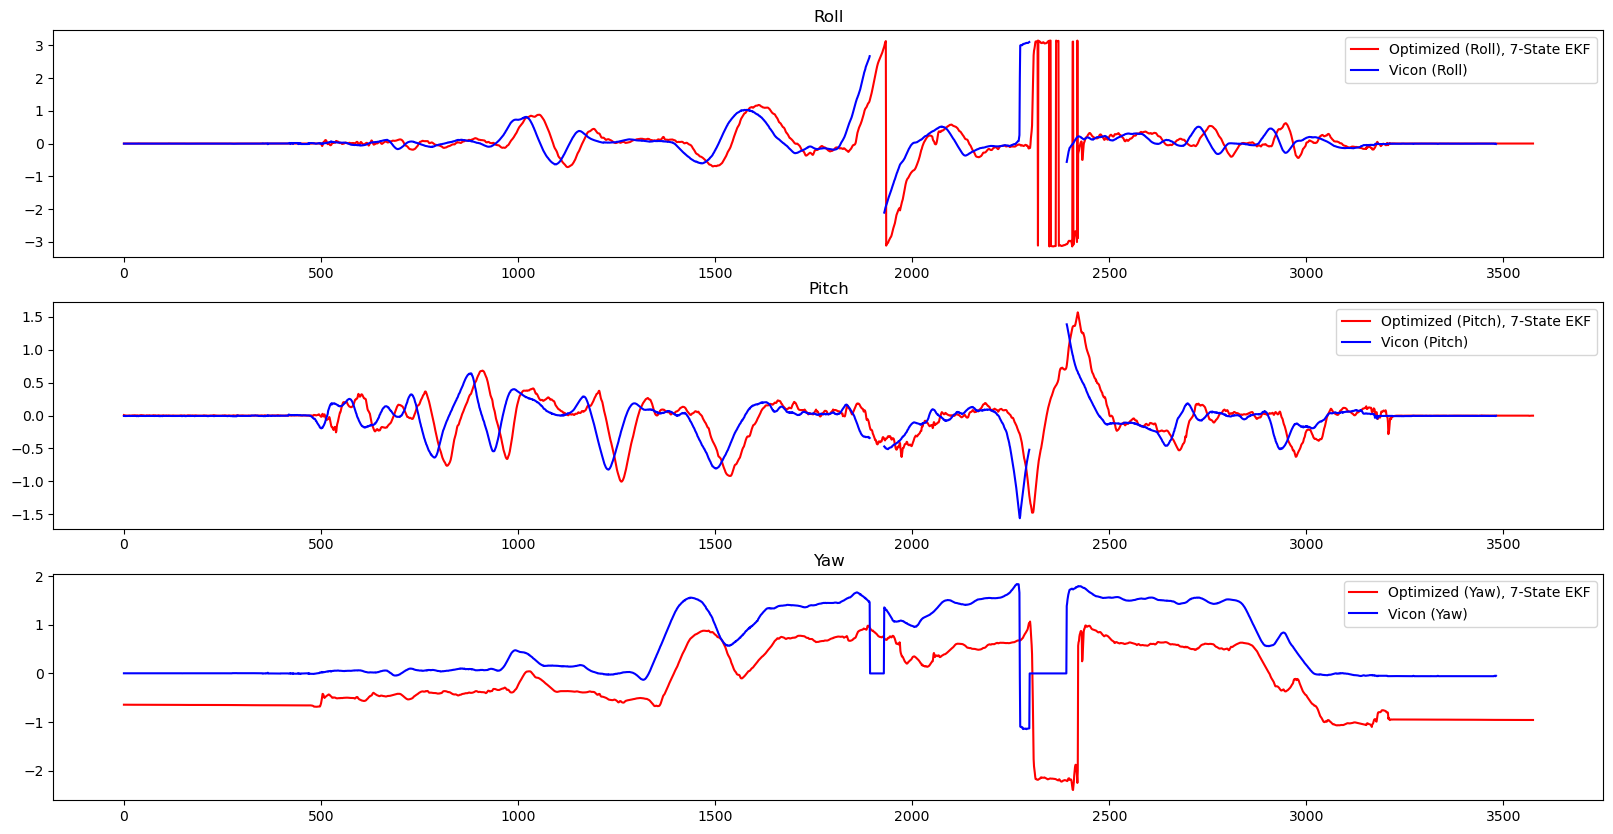 Roll
3
2
1
0
−1
−2
−3
Optimized (Roll), 7-State EKF
Vicon (Roll)
0 500 1000 1500 2000 2500 3000 3500
Pitch
1.5
1.0
0.5
0.0
−0.5
−1.0
−1.5
Optimized (Pitch), 7-State EKF
Vicon (Pitch)
0 500 1000 1500 2000 2500 3000 3500
Yaw
2
1
0
−1
−2
Optimized (Yaw), 7-State EKF
Vicon (Yaw)
0 500 1000 1500 2000 2500 3000 3500